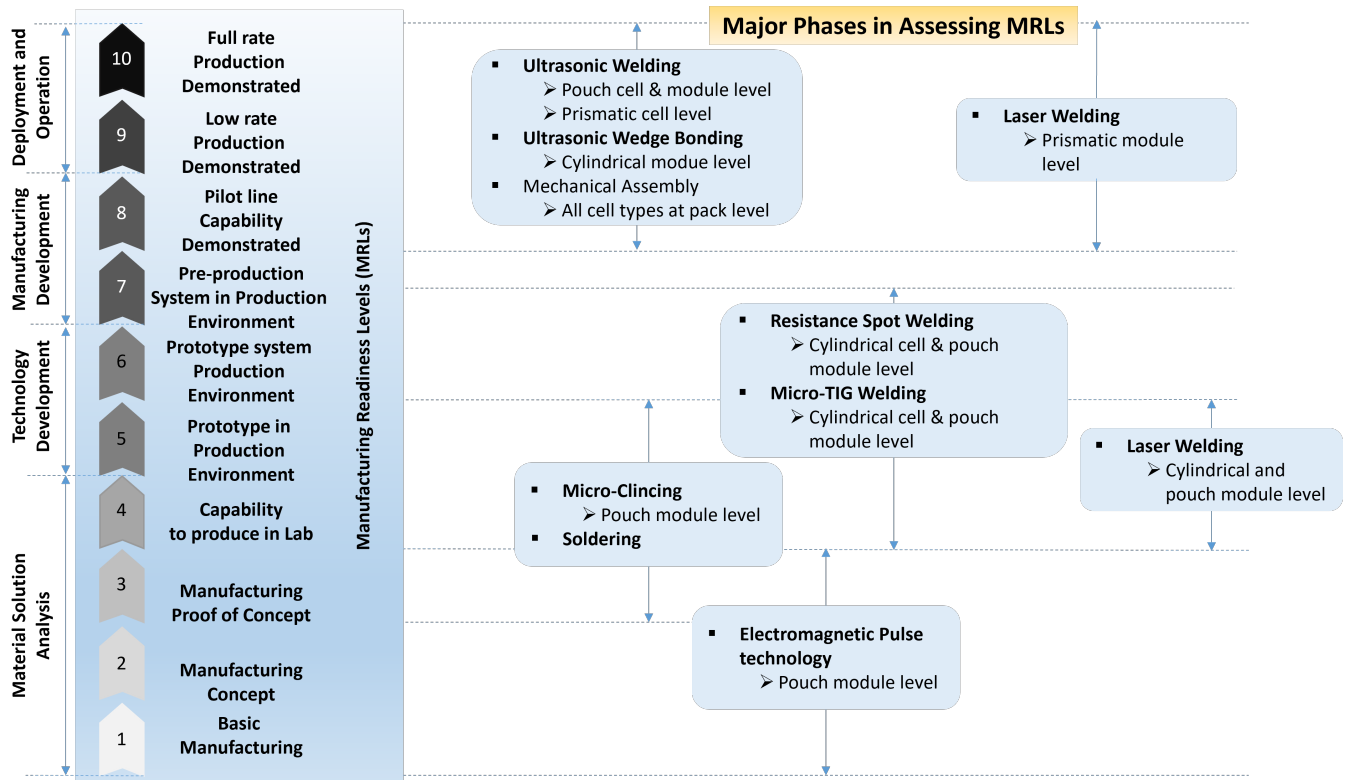 Major Phases in Assessing MRLs
Deployment and
Operation
Manufacturing
Development
Technology
Development
Material Solution
Analysis
10
Full rate
Production
Demonstrated
9
Low rate
Production
Demonstrated
8
Pilot line
Capability
Demonstrated
7
Pre-production
System in Production
Environment
6
Prototype system
Production
Environment
5
Prototype in
Production
Environment
4
Capability
to produce in Lab
3
Manufacturing
Proof of Concept
2
Manufacturing
Concept
1
Basic
Manufacturing
Manufacturing Readiness Levels (MRLs)
▪ Ultrasonic Welding
➢ Pouch cell & module level
➢ Prismatic cell level
▪ Ultrasonic Wedge Bonding
➢ Cylindrical modue level
▪ Mechanical Assembly
➢ All cell types at pack level
▪ Laser Welding
➢ Prismatic module
level
▪ Resistance Spot Welding
➢ Cylindrical cell & pouch
module level
▪ Micro-TIG Welding
➢ Cylindrical cell & pouch
module level
▪ Laser Welding
➢ Cylindrical and
pouch module level
▪ Micro-Clincing
➢ Pouch module level
▪ Soldering
▪ Electromagnetic Pulse
technology
➢ Pouch module level